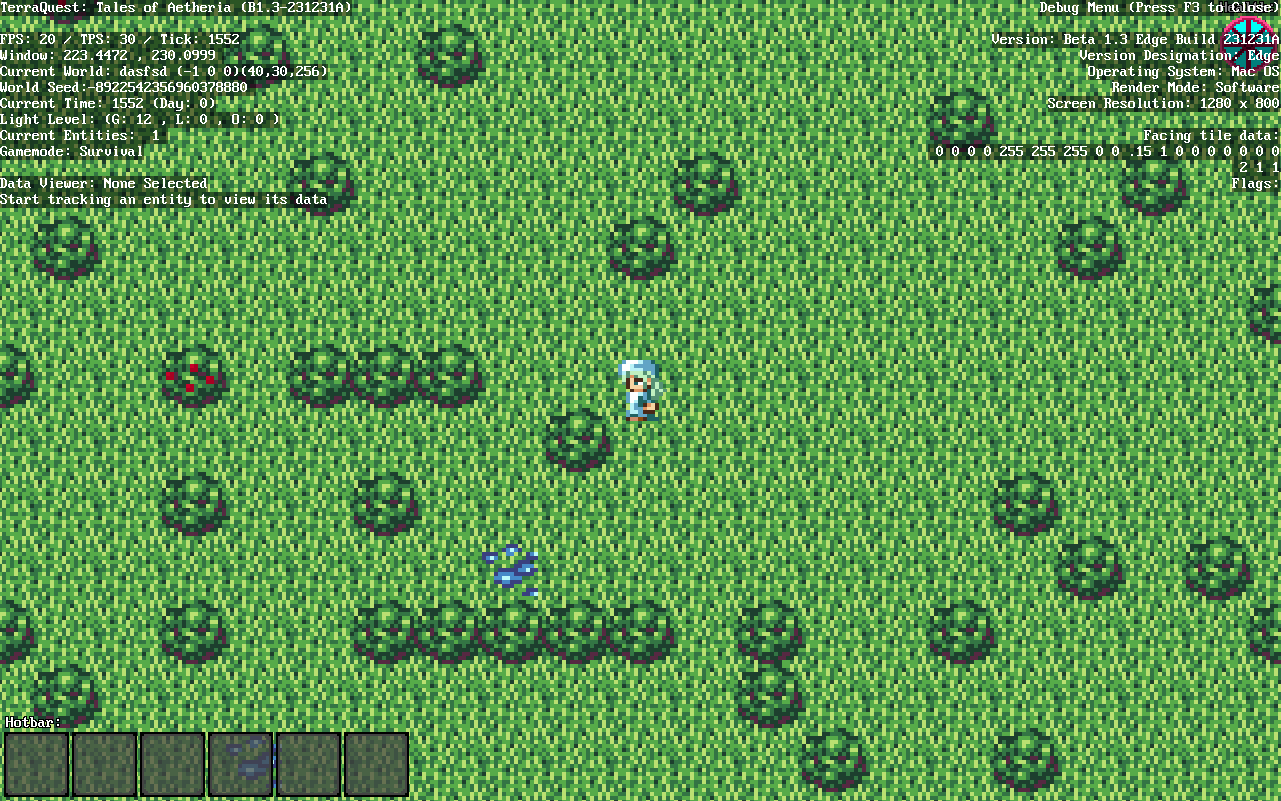 TerraQuest: Tales of Aetheria (B1.3-231231A)
FPS: 20 / TPS: 30 / Tick: 1552
Window: 223.4472 , 230.0999
Current World: dasfsd (-1 0 0)(40,30,256)
World Seed:-8922542356960378880
Current Time: 1552 (Day: 0)
Light Level: (G: 12 , L: 0 , O: 0 )
Current Entities:  1
Gamemode: Survival
Data Viewer: None Selected
Start tracking an entity to view its data
Debug Menu (Press F3 to Close)
Version: Beta 1.3 Edge Build 231231A
Version Designation: Edge
Operating System: Mac OS
Render Mode: Software
Screen Resolution: 1280 x 800
Facing tile data:
0 0 0 0 255 255 255 0 0 .15 1 0 0 0 0 0 0 0
2 1 1
Flags:
Hotbar: